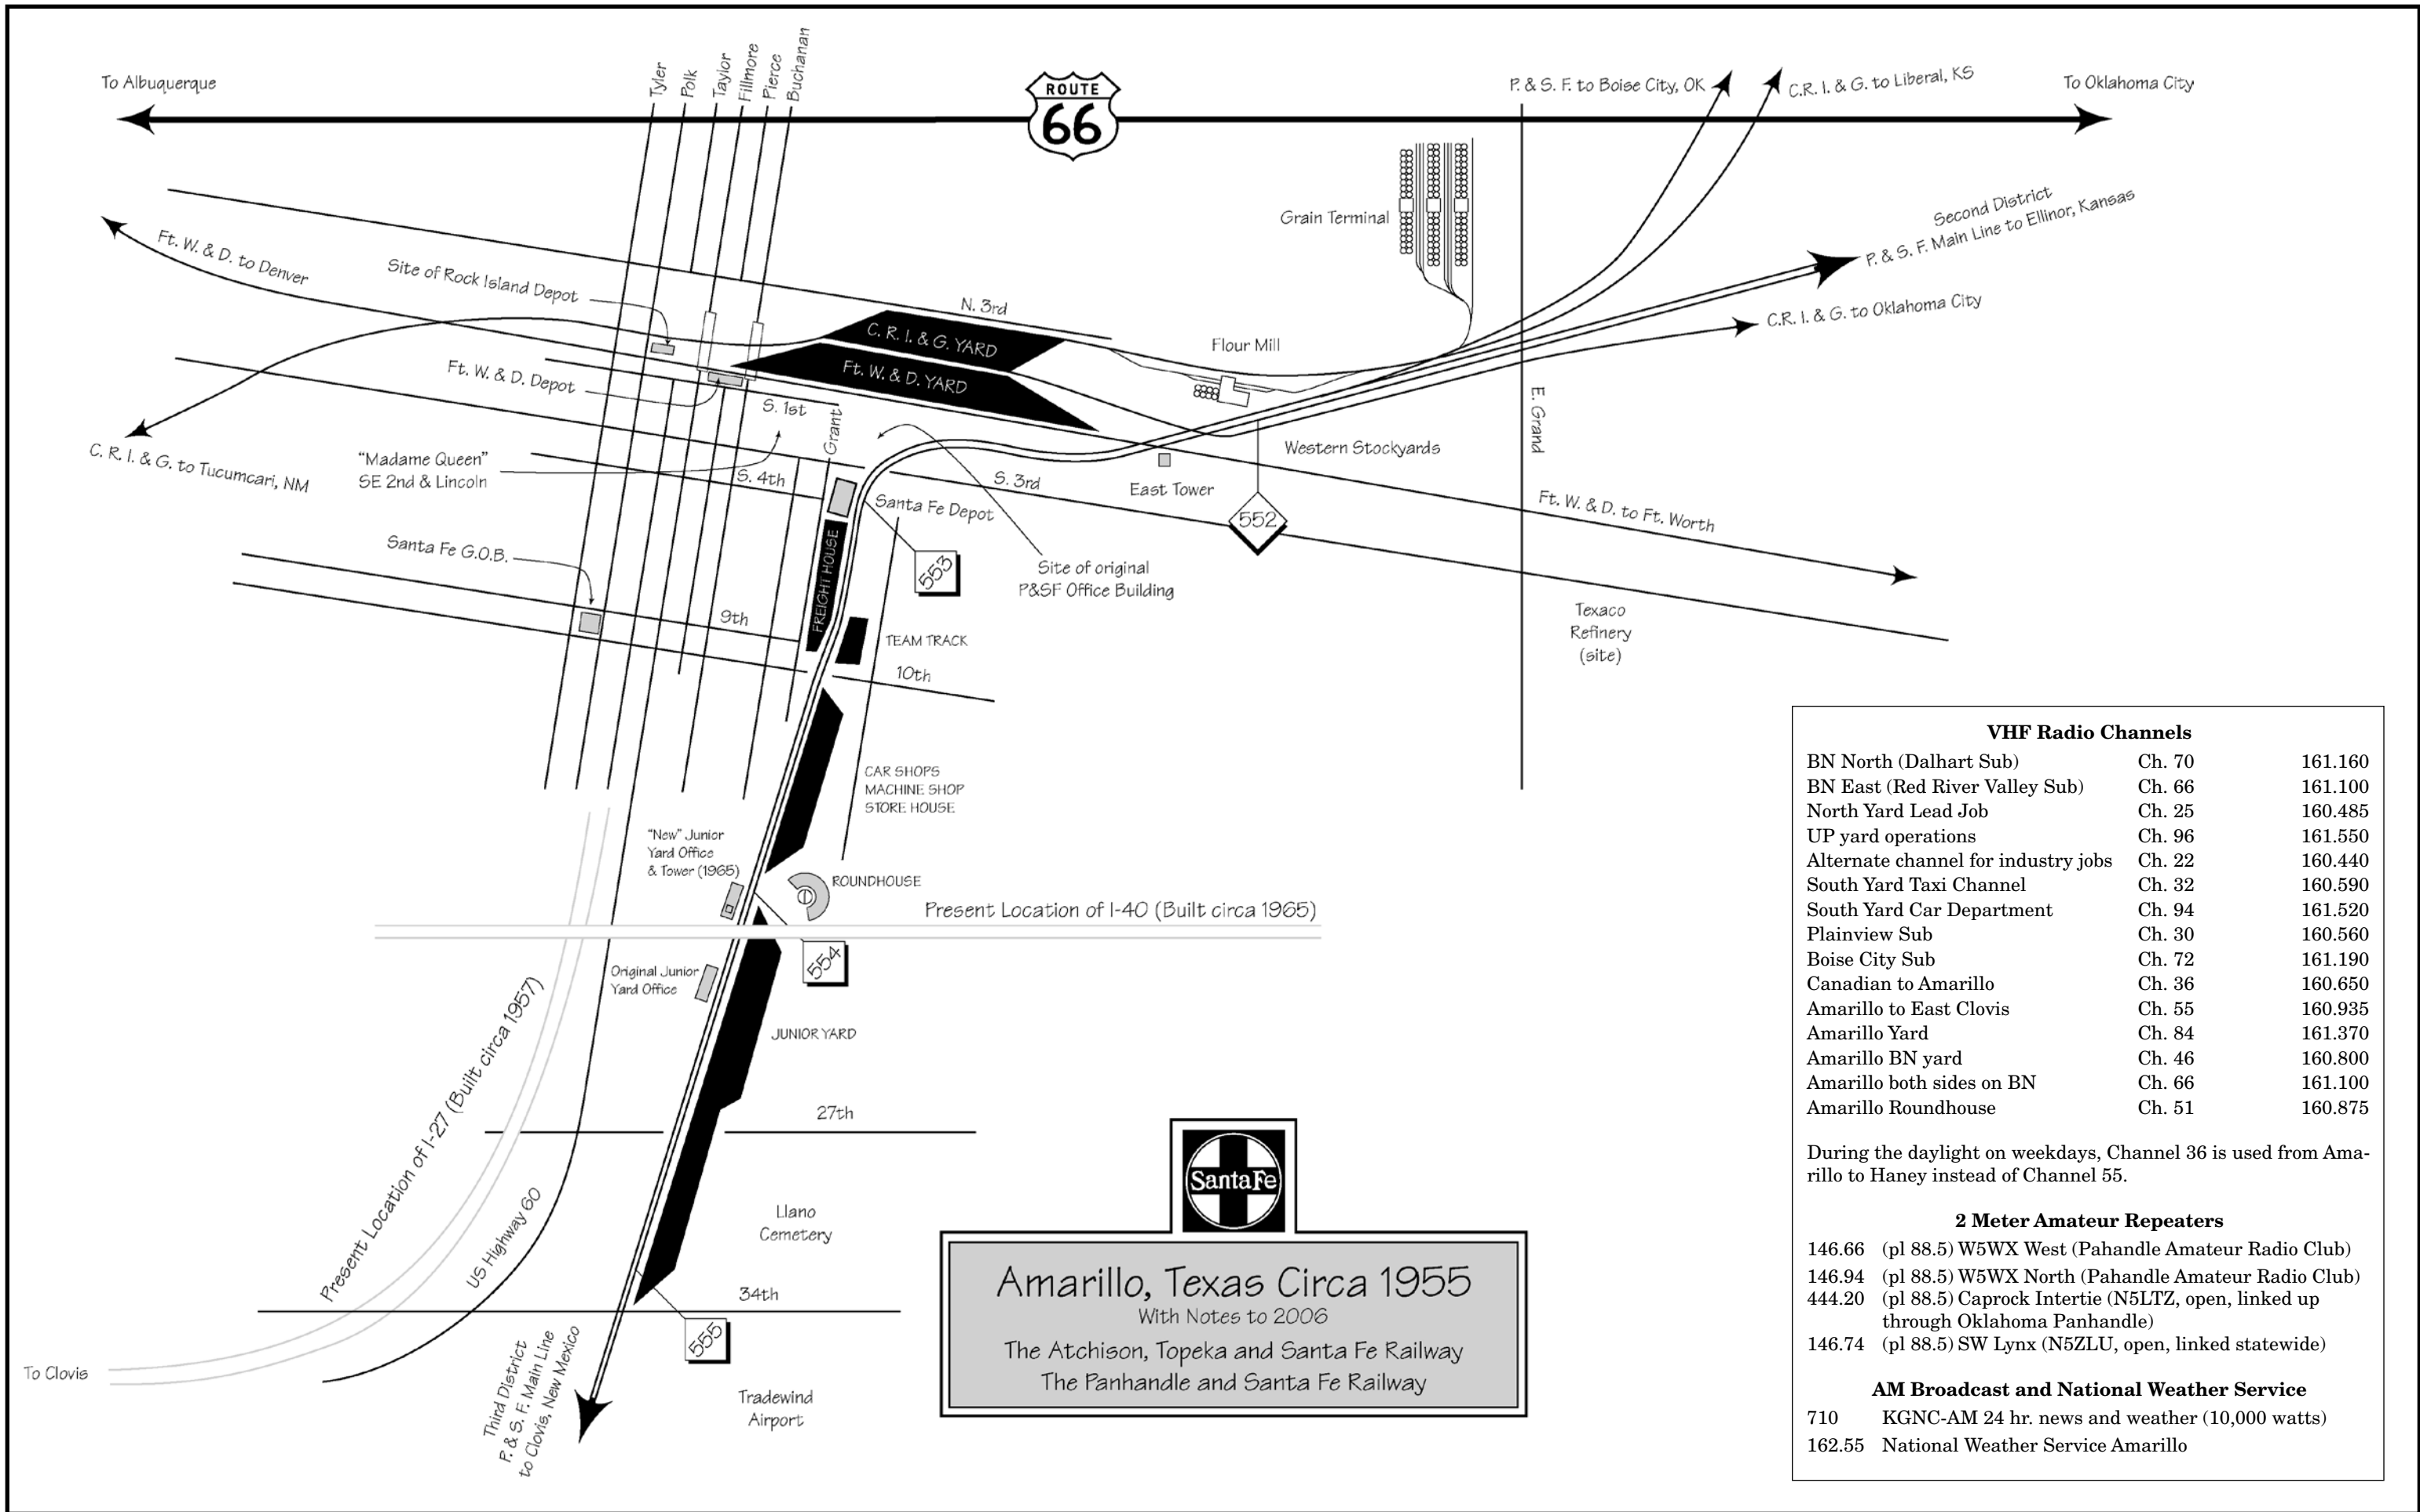 To Albuquerque
Tyler
Polk
Taylor
Fillmore
Pierce
Buchanan
ROUTE
66
P. & S. F. to Boise City, OK
C.R. I. & G. to Liberal, KS
To Oklahoma City
Grain Terminal
Second District
P. & S. F. Main Line to Ellinor, Kansas
Ft. W. & D. to Denver
Site of Rock Island Depot
N. 3rd
C. R. I. & G. YARD
Flour Mill
C.R. I. & G. to Oklahoma City
Ft. W. & D. Depot
Ft. W. & D. YARD
S. 1st
Grant
E. Grand
C. R. I. & G. to Tucumcari, NM
"Madame Queen"
SE 2nd & Lincoln
S. 4th
S. 3rd
East Tower
Western Stockyards
552
Ft. W. & D. to Ft. Worth
Santa Fe Depot
Santa Fe G.O.B.
FREIGHT HOUSE
553
Site of original
P&SF Office Building
9th
TEAM TRACK
10th
Texaco
Refinery
(site)
CAR SHOPS
MACHINE SHOP
STORE HOUSE
"New" Junior
Yard Office
& Tower (1965)
ROUNDHOUSE
Present Location of I-40 (Built circa 1965)
554
Original Junior
Yard Office
JUNIOR YARD
Present Location of I-27 (Built circa 1957)
27th
US Highway 60
Llano
Cemetery
34th
555
To Clovis
Third District
P. & S. F. Main Line
to Clovis, New Mexico
Tradewind
Airport
Santa Fe
Amarillo, Texas Circa 1955
With Notes to 2006
The Atchison, Topeka and Santa Fe Railway
The Panhandle and Santa Fe Railway
VHF Radio Channels
BN North (Dalhart Sub) Ch. 70 161.160
BN East (Red River Valley Sub) Ch. 66 161.100
North Yard Lead Job Ch. 25 160.485
UP yard operations Ch. 96 161.550
Alternate channel for industry jobs Ch. 22 160.440
South Yard Taxi Channel Ch. 32 160.590
South Yard Car Department Ch. 94 161.520
Plainview Sub Ch. 30 160.560
Boise City Sub Ch. 72 161.190
Canadian to Amarillo Ch. 36 160.650
Amarillo to East Clovis Ch. 55 160.935
Amarillo Yard Ch. 84 161.370
Amarillo BN yard Ch. 46 160.800
Amarillo both sides on BN Ch. 66 161.100
Amarillo Roundhouse Ch. 51 160.875
During the daylight on weekdays, Channel 36 is used from Ama-
rillo to Haney instead of Channel 55.
2 Meter Amateur Repeaters
146.66 (pl 88.5) W5WX West (Pahandle Amateur Radio Club)
146.94 (pl 88.5) W5WX North (Pahandle Amateur Radio Club)
444.20 (pl 88.5) Caprock Intertie (N5LTZ, open, linked up
through Oklahoma Panhandle)
146.74 (pl 88.5) SW Lynx (N5ZLU, open, linked statewide)
AM Broadcast and National Weather Service
710 KGNC-AM 24 hr. news and weather (10,000 watts)
162.55 National Weather Service Amarillo